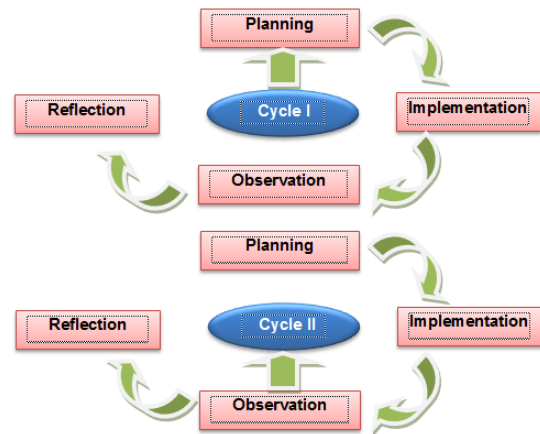 Planning
Reflection
Cycle I
Implementation
Observation
Planning
Reflection
Cycle II
Implementation
Observation